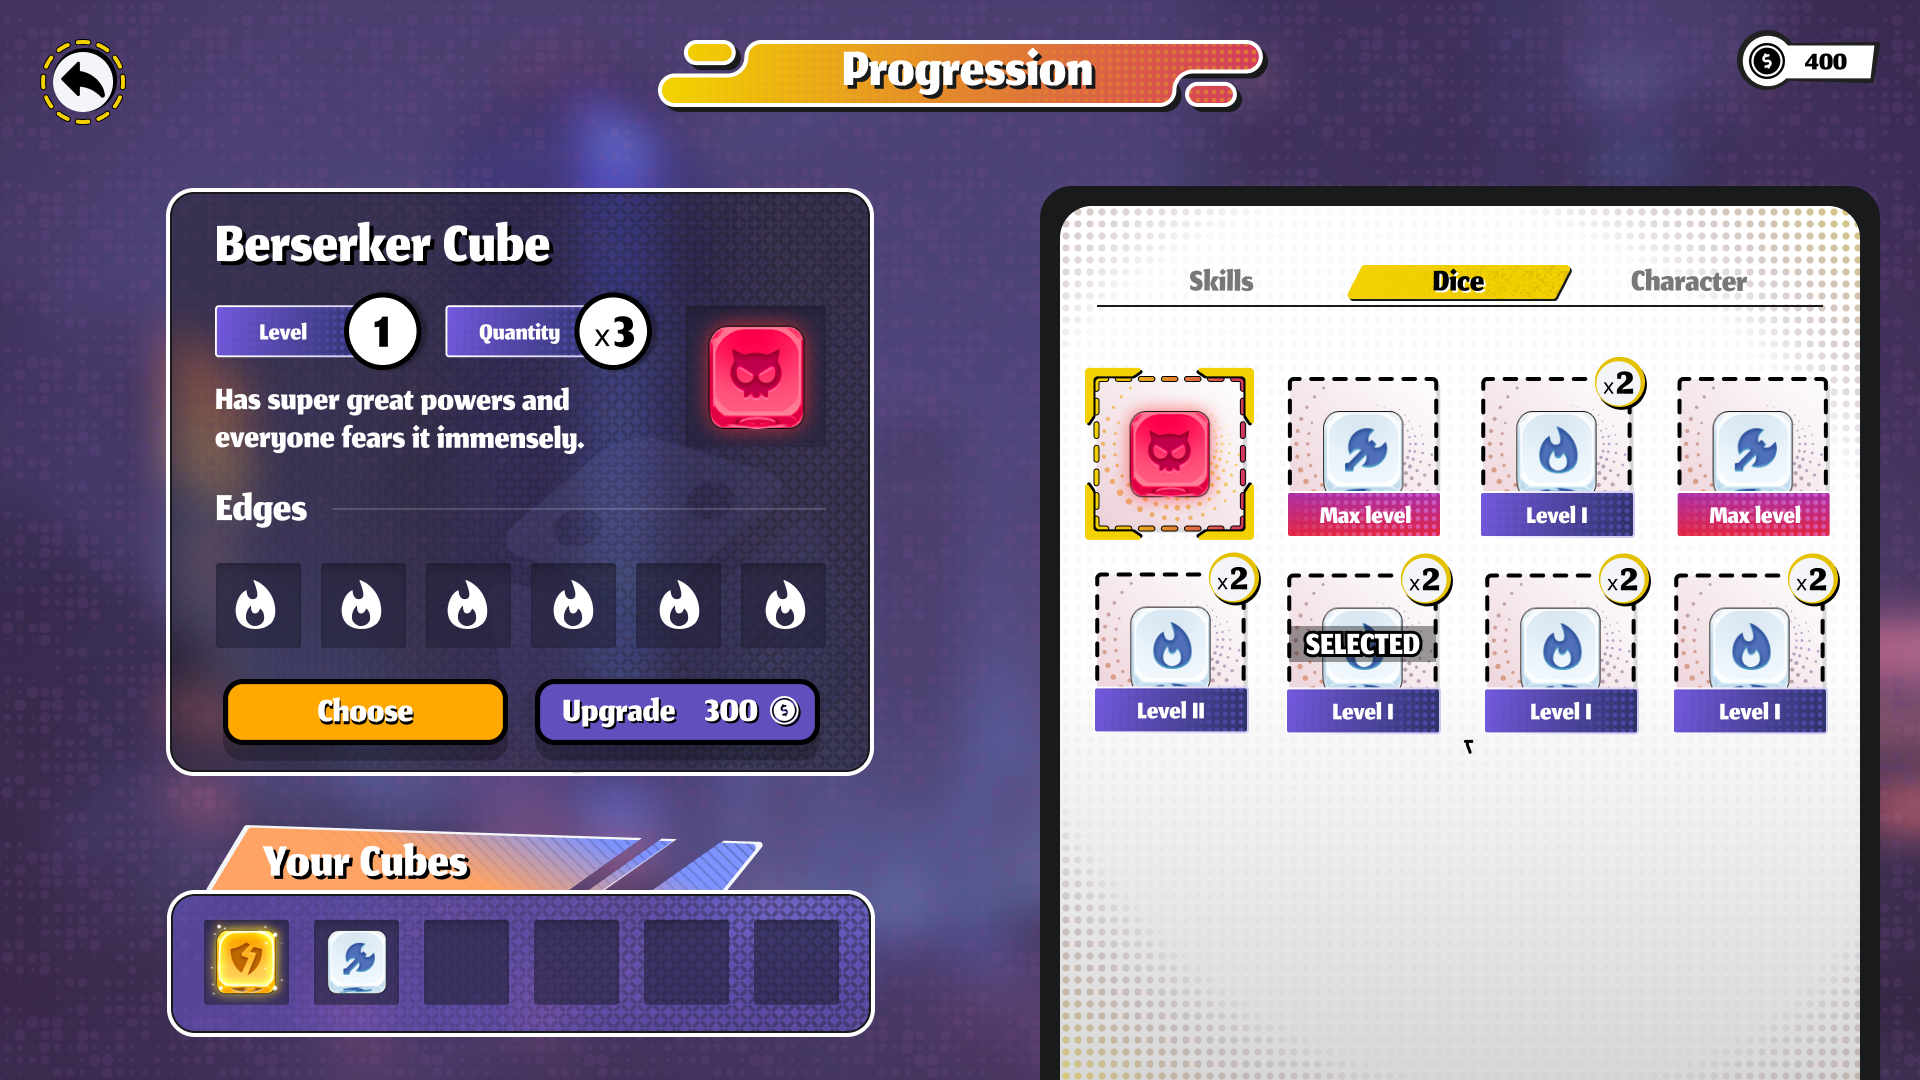 Progression
400
Berserker Cube
Level 1 Quantity x3
Has super great powers and
everyone fears it immensely.
Edges
Choose
Upgrade 300
Your Cubes
Skills Dice Character
x2
Max level Level I Max level
x2 x2 x2 x2
SELECTED
Level II Level I Level I Level I